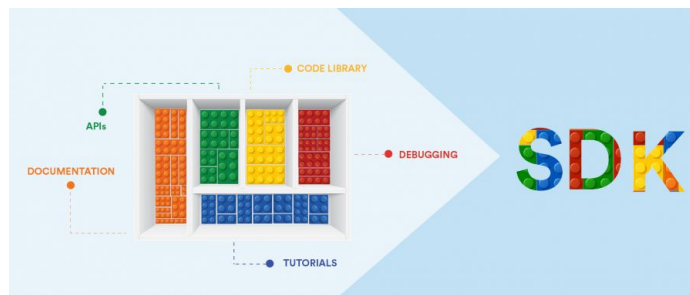 CODE LIBRARY
APIs
DEBUGGING
DOCUMENTATION
TUTORIALS
SDK